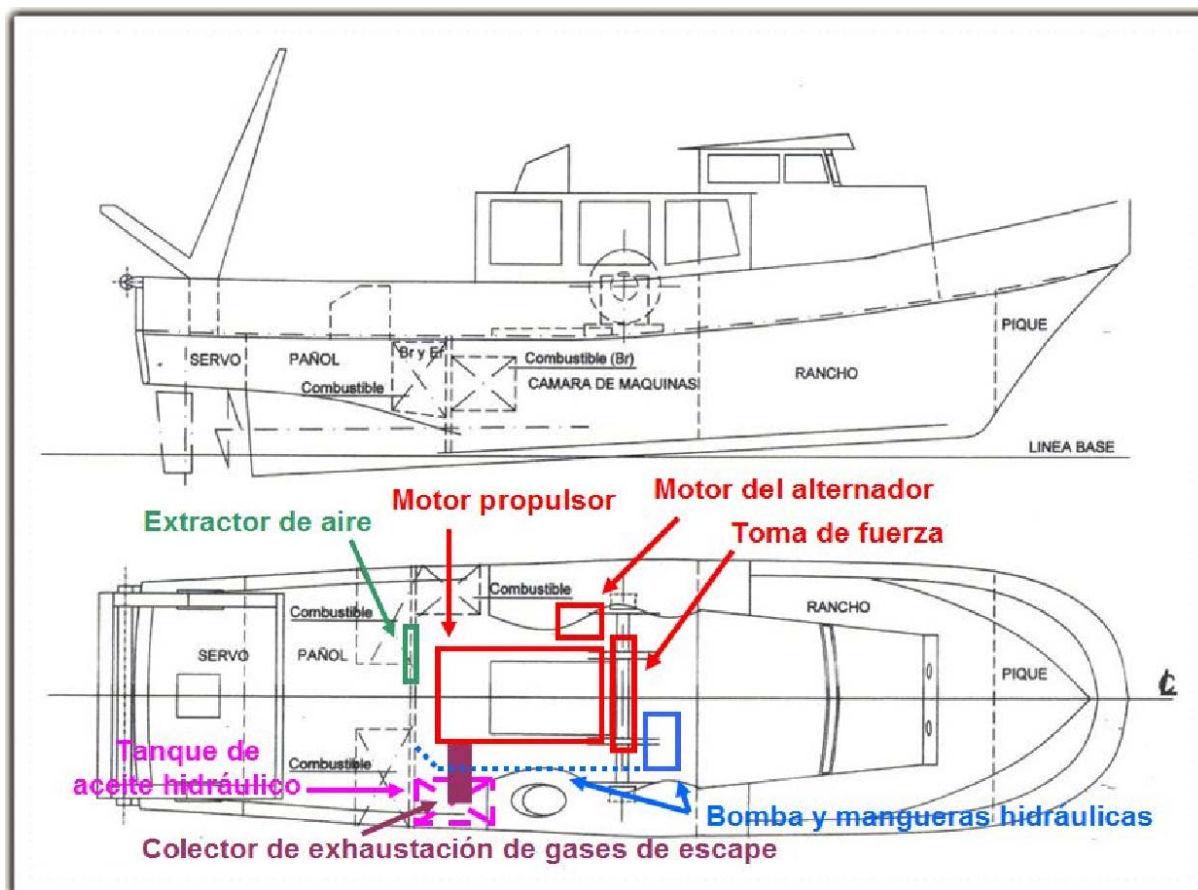 PIQUE
Br y Er
SERVO
PAÑOL
Combustible (Br)
Combustible
CAMARA DE MAQUINAS
RANCHO
LINEA BASE
Motor propulsor
Motor del alternador
Extractor de aire
Toma de fuerza
Combustible
Combustible
RANCHO
SERVO
PAÑOL
PIQUE
Tanque de
aceite hidráulico
Combustible
Bomba y mangueras hidráulicas
Colector de exhaustación de gases de escape